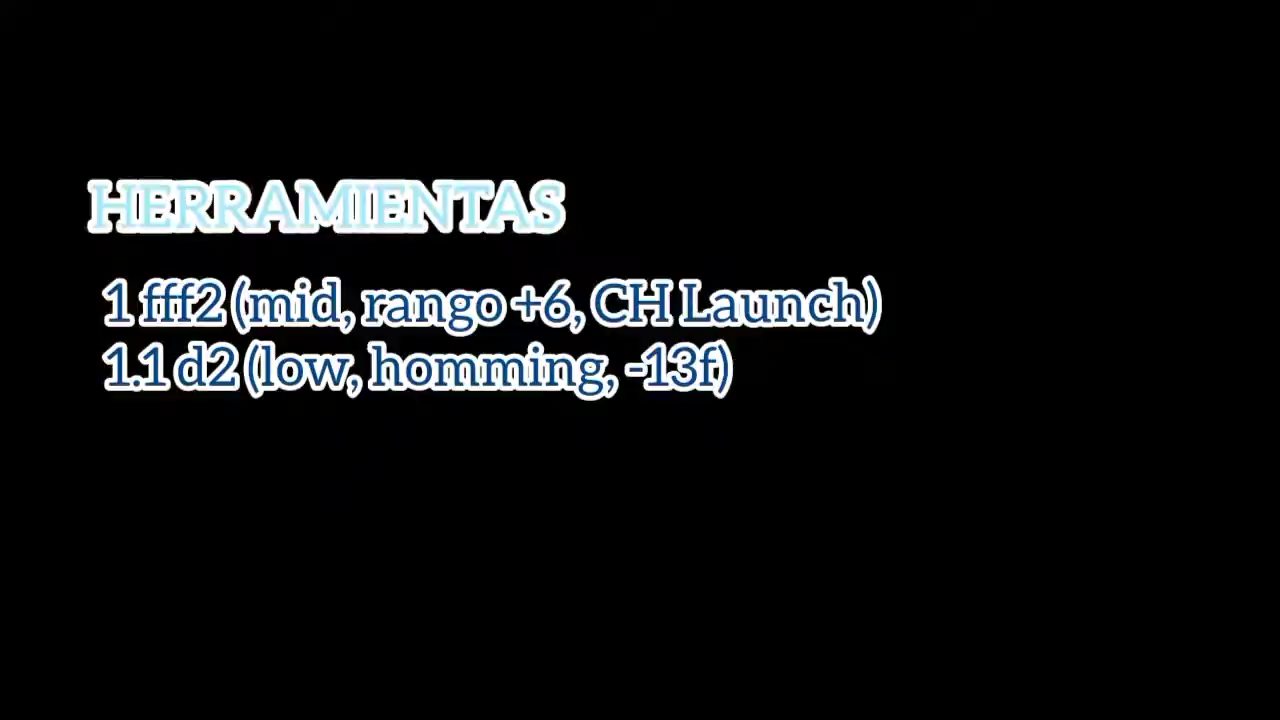 HERRAMIENTAS
1 fff2 (mid, rango +6, CH Launch)
1.1 d2 (low, homming, -13f)